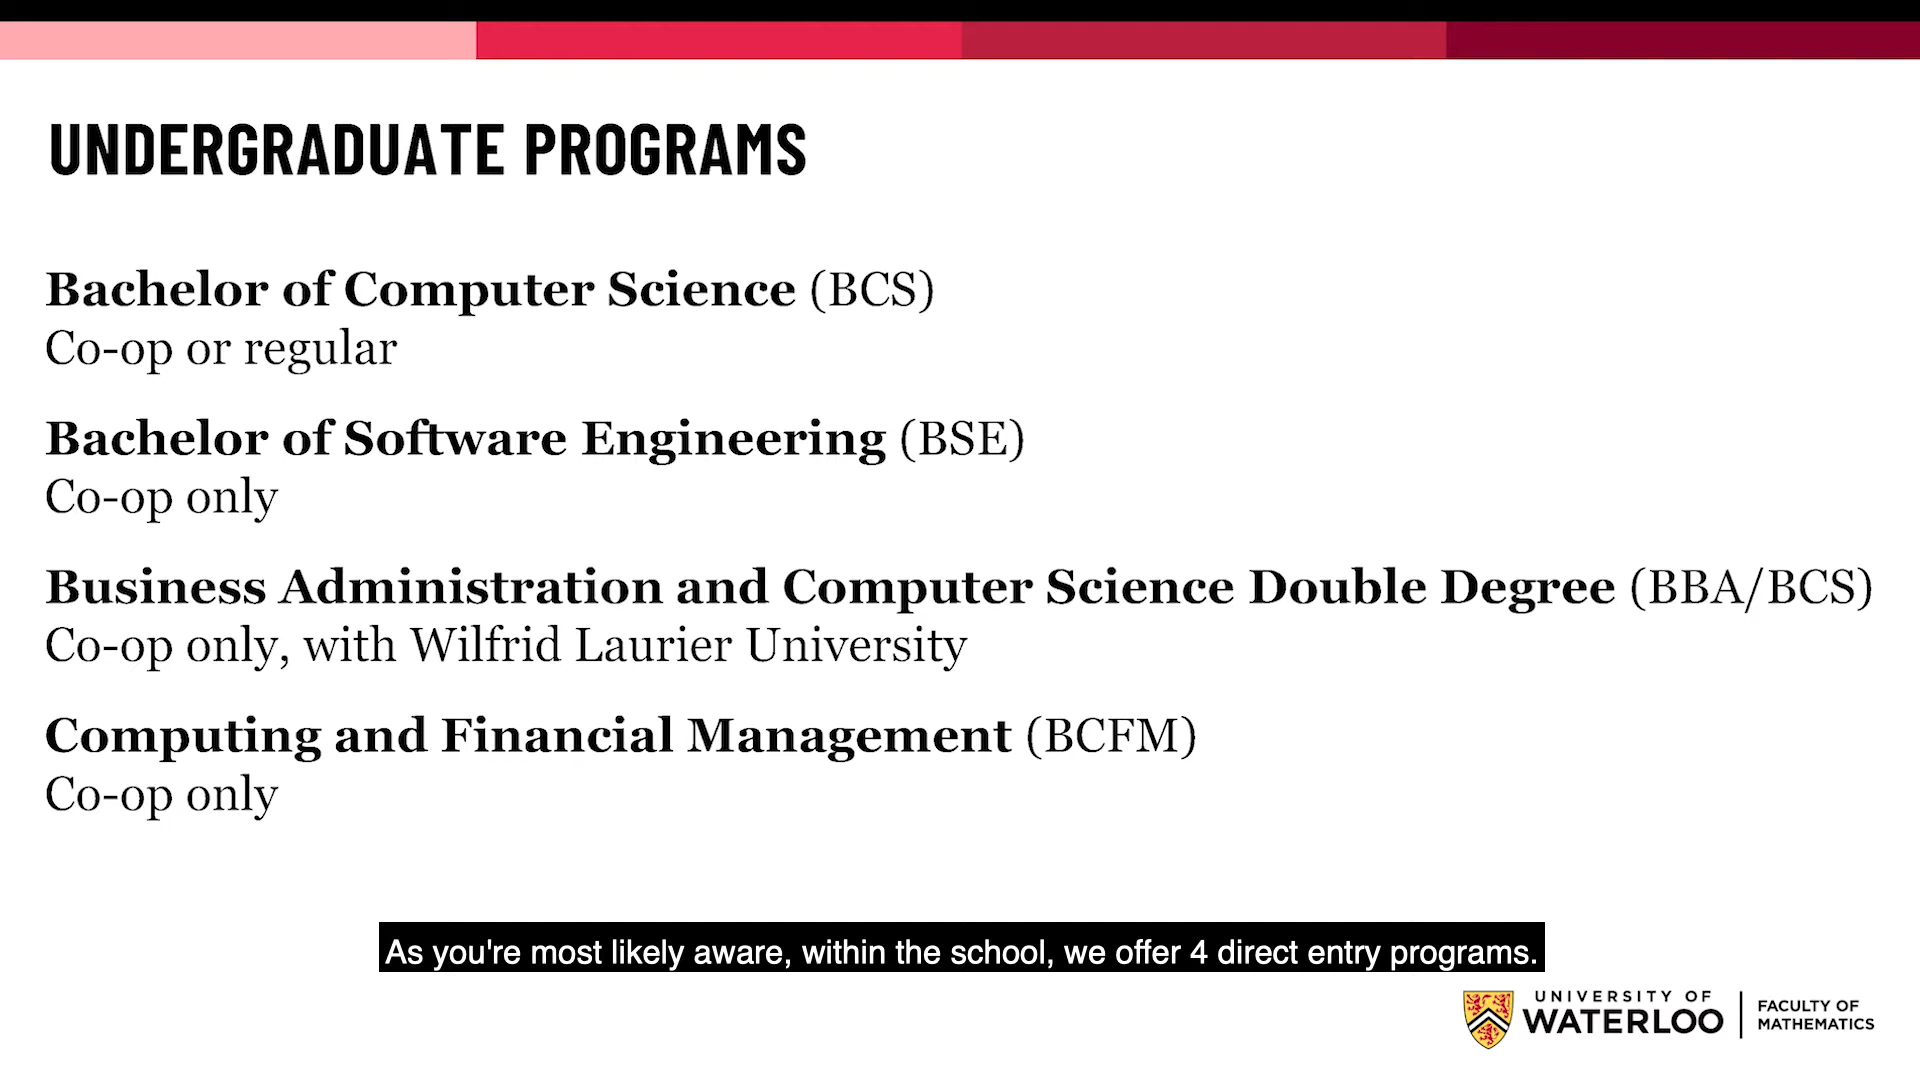 UNDERGRADUATE PROGRAMS
Bachelor of Computer Science (BCS)
Co-op or regular
Bachelor of Software Engineering (BSE)
Co-op only
Business Administration and Computer Science Double Degree (BBA/BCS)
Co-op only, with Wilfrid Laurier University
Computing and Financial Management (BCFM)
Co-op only
As you're most likely aware, within the school, we offer 4 direct entry programs.
UNIVERSITY OF
WATERLOO
FACULTY OF
MATHEMATICS